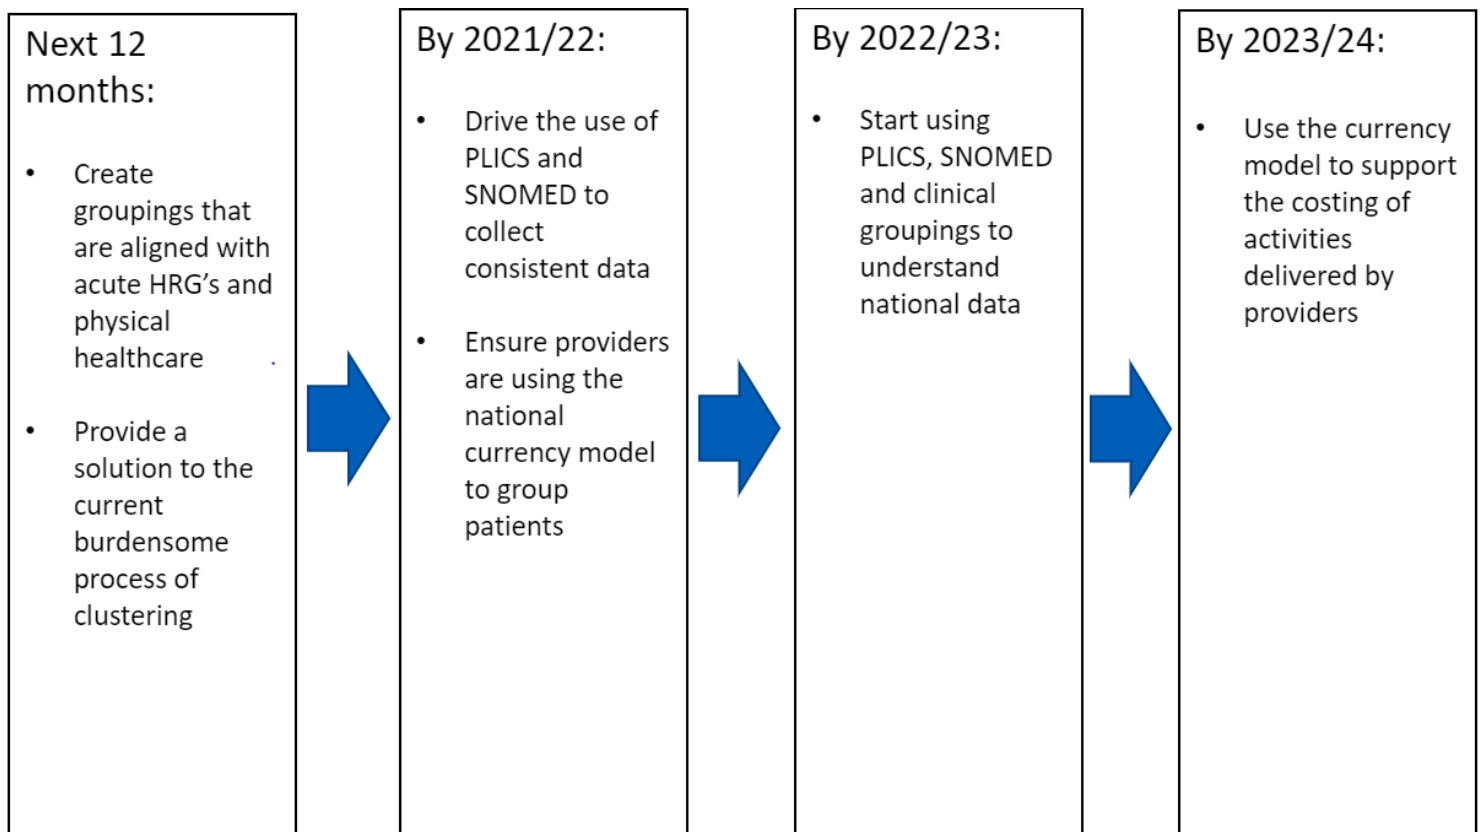 Next 12
months:
• Create
groupings that
are aligned with
acute HRG's and
physical
healthcare
• Provide a
solution to the
current
burdensome
process of
clustering
By 2021/22:
• Drive the use of
PLICS and
SNOMED to
collect
consistent data
• Ensure providers
are using the
national
currency model
to group
patients
By 2022/23:
• Start using
PLICS, SNOMED
and clinical
groupings to
understand
national data
By 2023/24:
• Use the currency
model to support
the costing of
activities
delivered by
providers